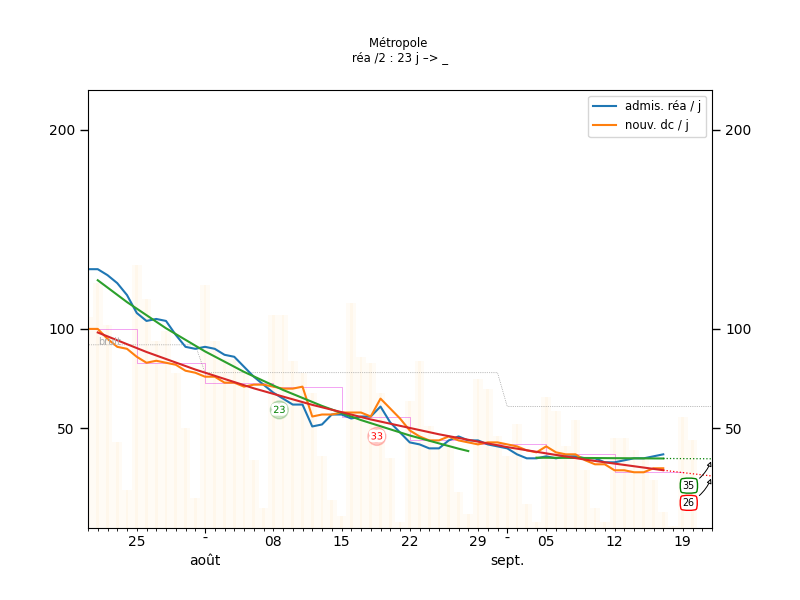 Métropole
réa /2 : 23 j –> _
admis. réa / j
nouv. dc / j
200
200
100
100
bruit
50
50
23
33
35
26
25
-
08
15
22
29
-
05
12
19
août
sept.